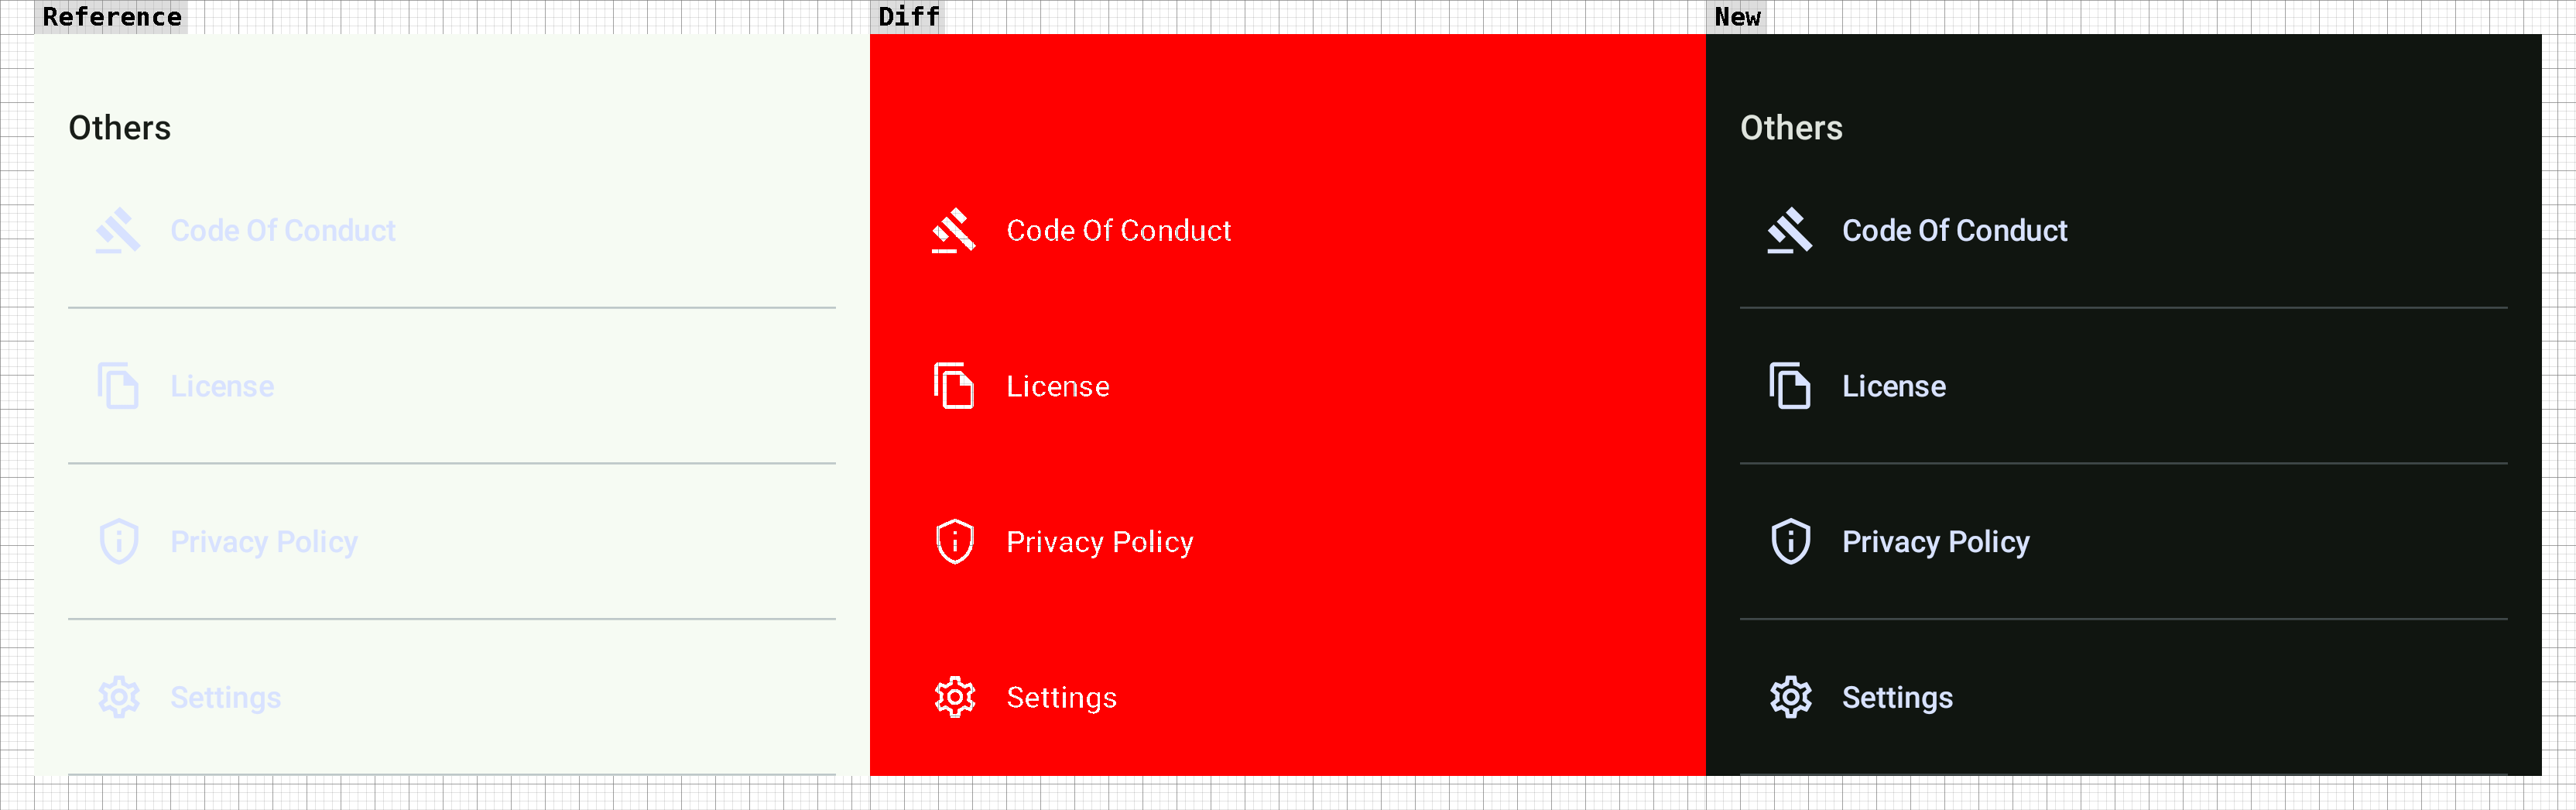 Reference
Others
Code Of Conduct
License
Privacy Policy
Settings
Diff
Code Of Conduct
License
Privacy Policy
Settings
New
Others
Code Of Conduct
License
Privacy Policy
Settings